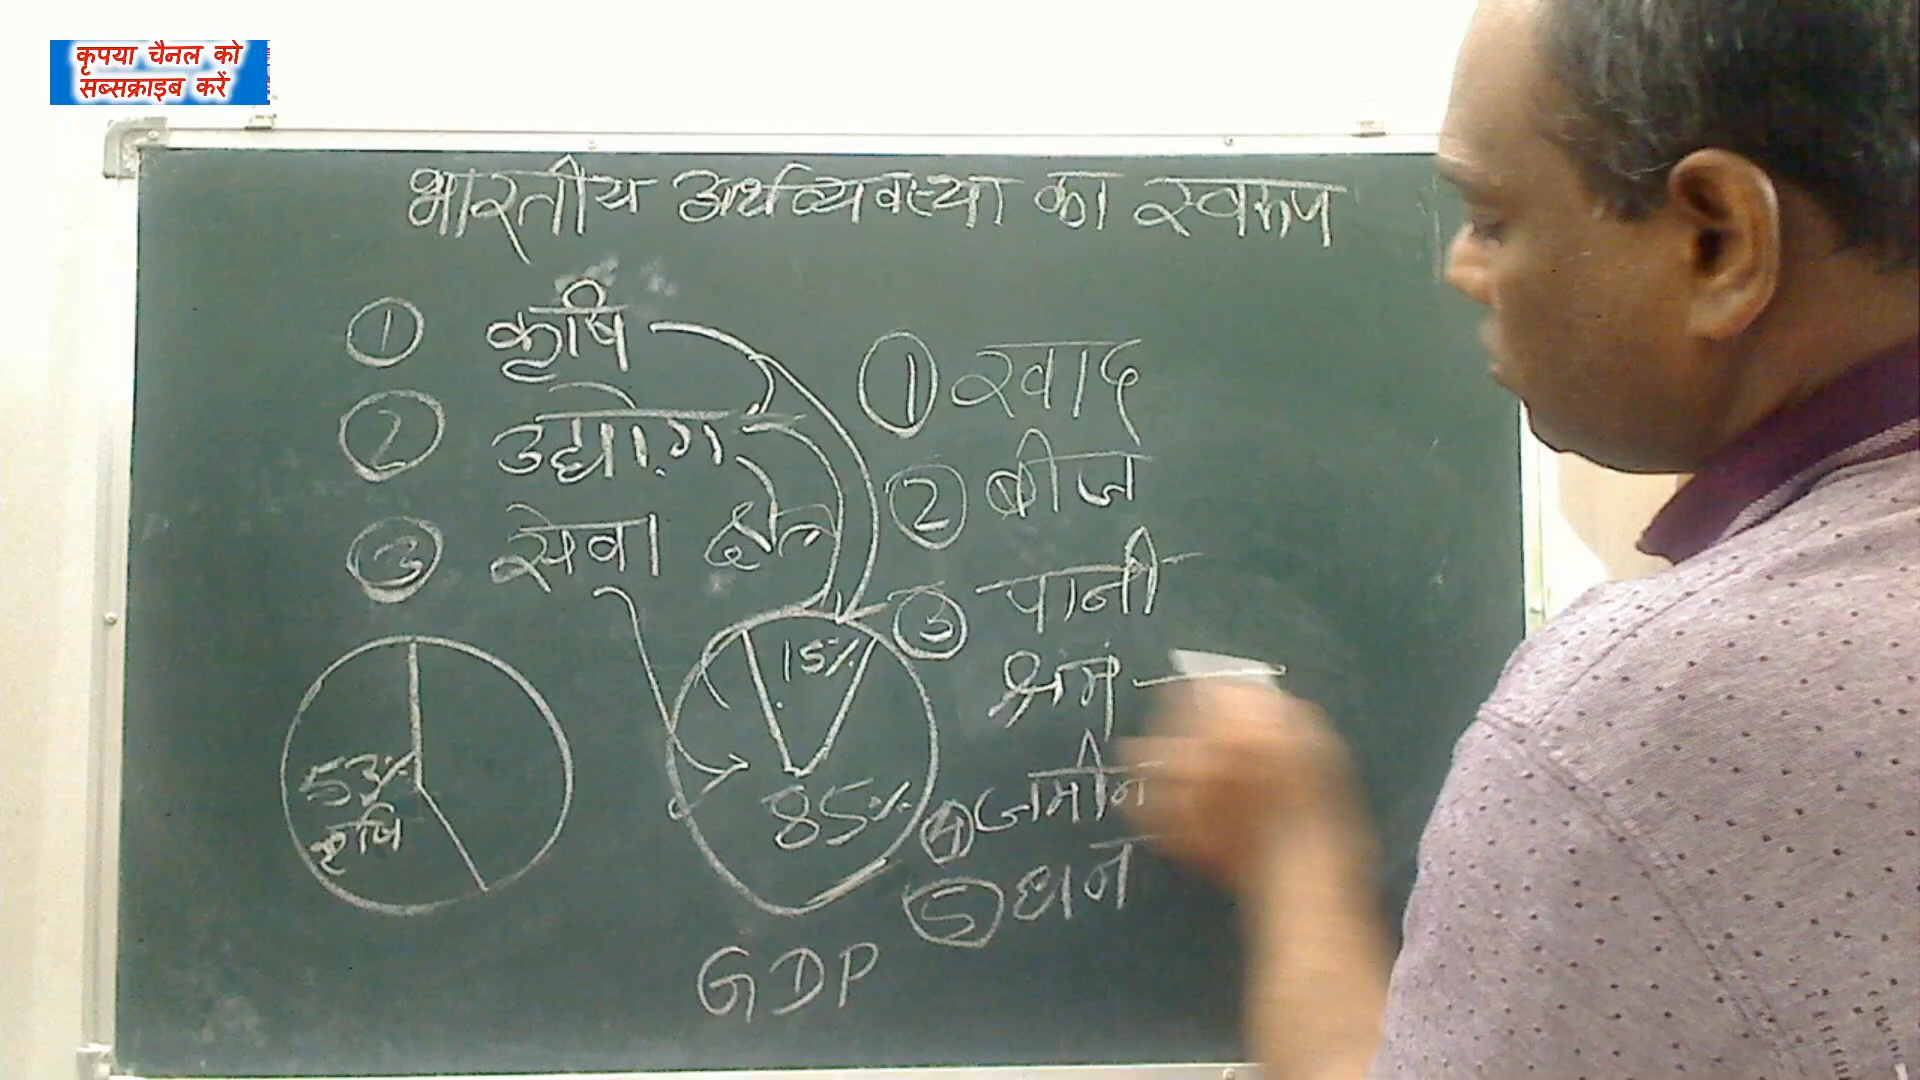 कृपया चैनल को
सब्सक्राइब करें
भारतीय अर्थव्यवस्था का स्वरूप
1 कृषि
2 उद्योग
3 सेवा क्षेत्र
53% कृषि
15%
85%
GDP
1 खाद
2 बीज
3 पानी
श्रम
4 जमीन
5 धन